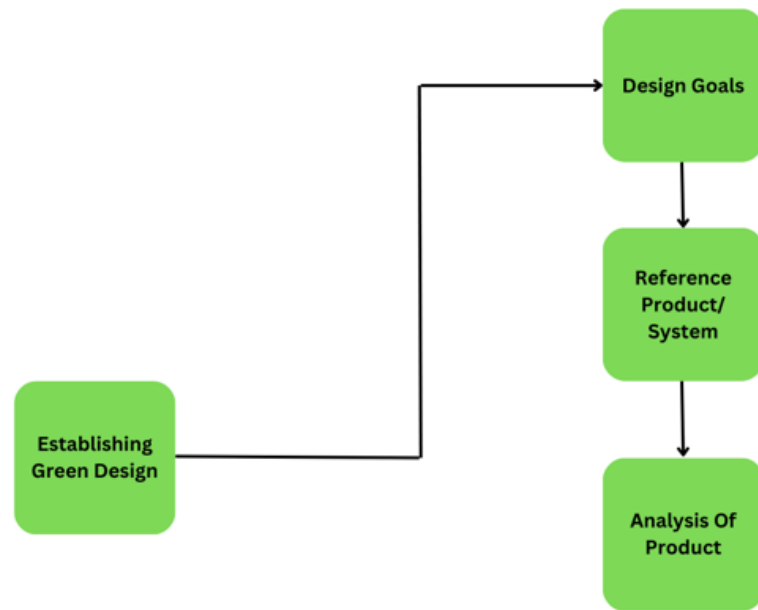 Design Goals
Reference
Product/
System
Establishing
Green Design
Analysis Of
Product